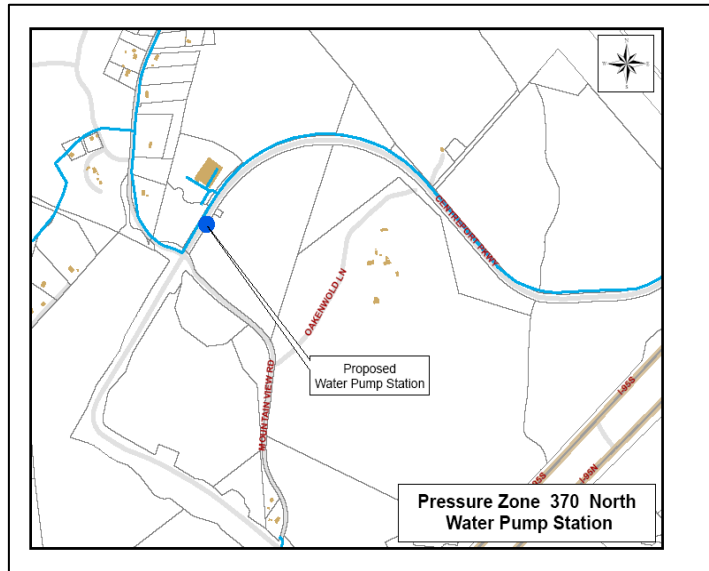 N
W
E
S
CENTREPORT PKWY
OAKENWOLD LN
Proposed
Water Pump Station
MOUNTAIN VIEW RD
I-95S
I-95S
I-95N
Pressure Zone 370 North
Water Pump Station